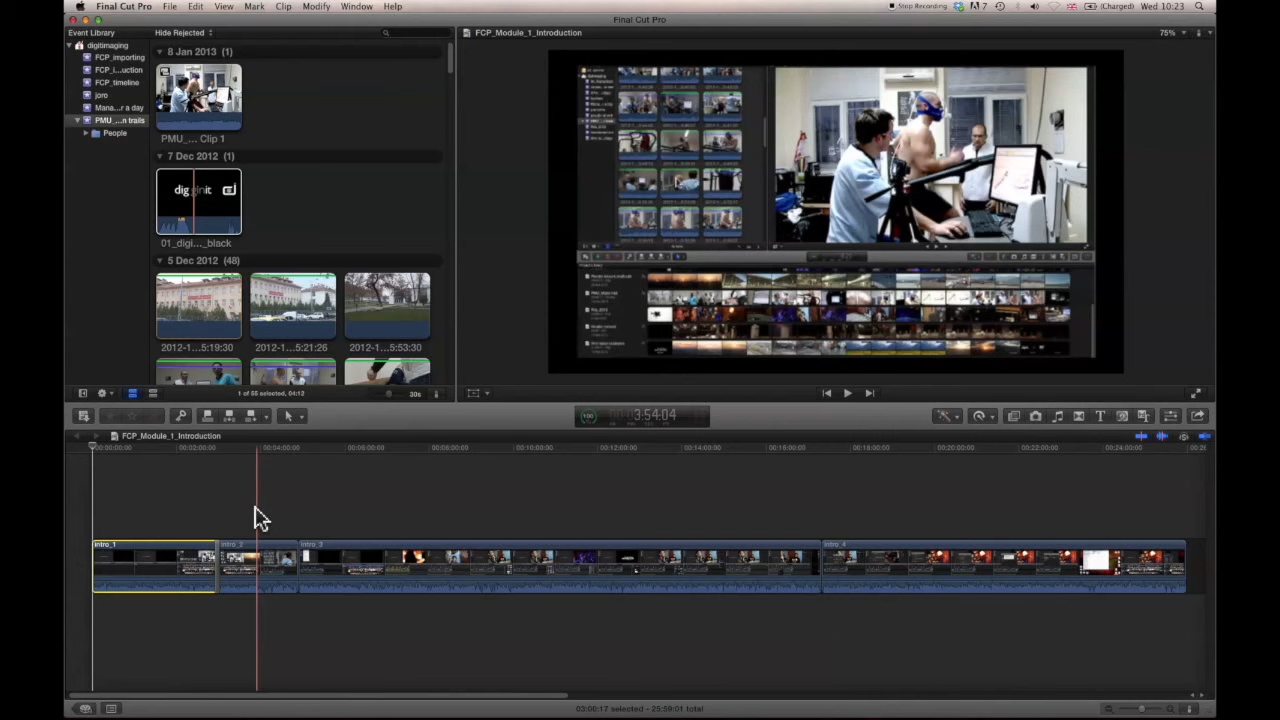 Final Cut Pro File Edit View Mark Clip Modify Window Help
Stop Recording 7 (Charged) Wed 10:23
Final Cut Pro
Event Library
Hide Rejected
FCP_Module_1_Introduction
75%
digitimaging
FCP_importing
FCP_i...uction
FCP_timeline
joro
Mana...r a day
PMU_...n trails
People
8 Jan 2013 (1)
PMU_... Clip 1
7 Dec 2012 (1)
01_digi..._black
5 Dec 2012 (48)
2012-1...5:19:30
2012-1...5:21:26
2012-1...5:53:30
1 of 55 selected, 04:12
30s
100
3:54:04
FCP_Module_1_Introduction
00:00:00:00 00:02:00:00 00:04:00:00 00:06:00:00 00:08:00:00 00:10:00:00 00:12:00:00 00:14:00:00 00:16:00:00 00:18:00:00 00:20:00:00 00:22:00:00 00:24:00:00
intro_1 intro_2 intro_3 intro_4
03:00:17 selected - 25:59:01 total